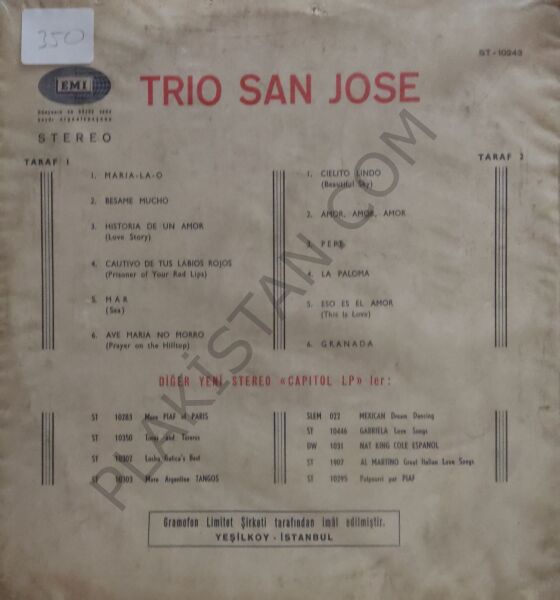 350
ST - 10243
EMI
TRIO SAN JOSE
STEREO
TARAF 1
1. MARIA-LA-O
2. BESAME MUCHO
3. HISTORIA DE UN AMOR
(Love Story)
4. CAUTIVO DE TUS LABIOS ROJOS
(Prisoner of Your Red Lips)
5. MAR
(Sea)
6. AVE MARIA NO MORRO
(Prayer on the Hilltop)
TARAF 2
1. CIELITO LINDO
(Beautiful Sky)
2. AMOR, AMOR, AMOR
3. PEPE
4. LA PALOMA
5. ESO ES EL AMOR
(This Is Love)
6. GRANADA
DİĞER YENİ STEREO «CAPITOL LP» ler:
ST 10283 More PIAF of PARIS
ST 10350 and
ST 10302 Best
ST 10303 More Argentine TANGOS
SLEM 022 MEXICAN Dream Dancing
ST 10446 GABRIELA Love Songs
DW 1031 NAT KING COLE ESPANOL
ST 1907 AL MARTINO Great Italian Love Songs
ST 10295 Potpourri par PIAF
Gramofon Limitet Şirketi tarafından imâl edilmiştir.
YEŞİLKOY - İSTANBUL
PLAKİSTAN.COM